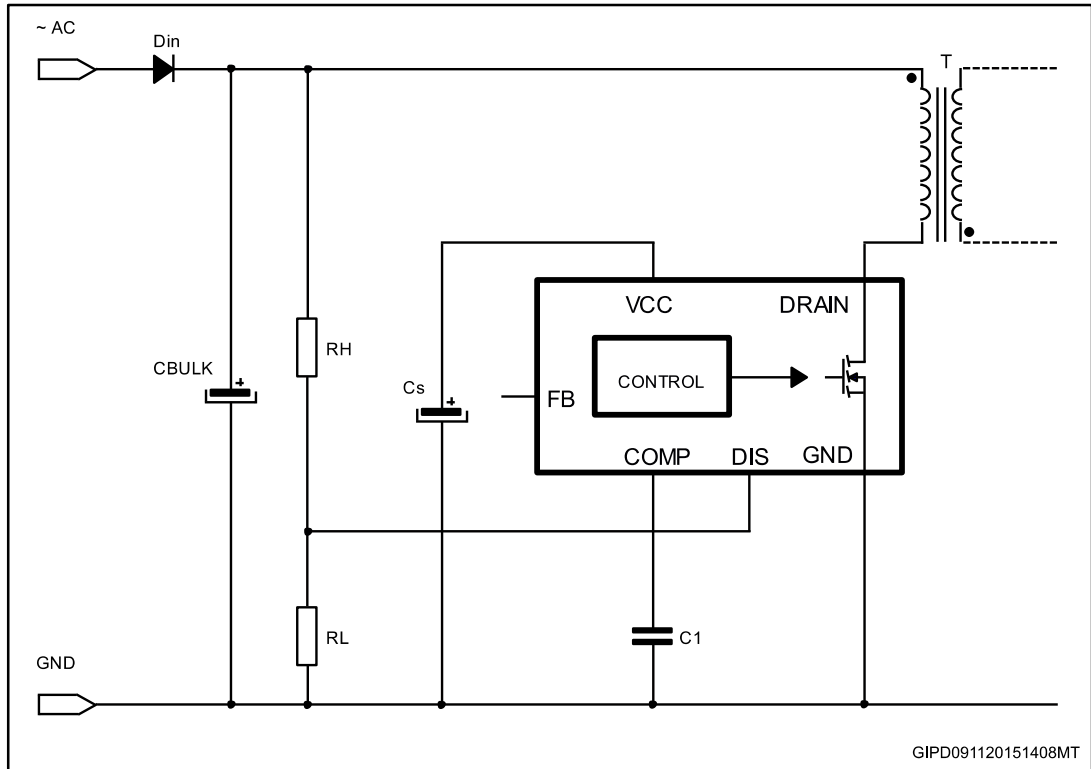 ~ AC
Din
T
VCC
DRAIN
RH
CBULK
+
Cs
+
CONTROL
FB
COMP
DIS
GND
RL
C1
GND
GIPD091120151408MT